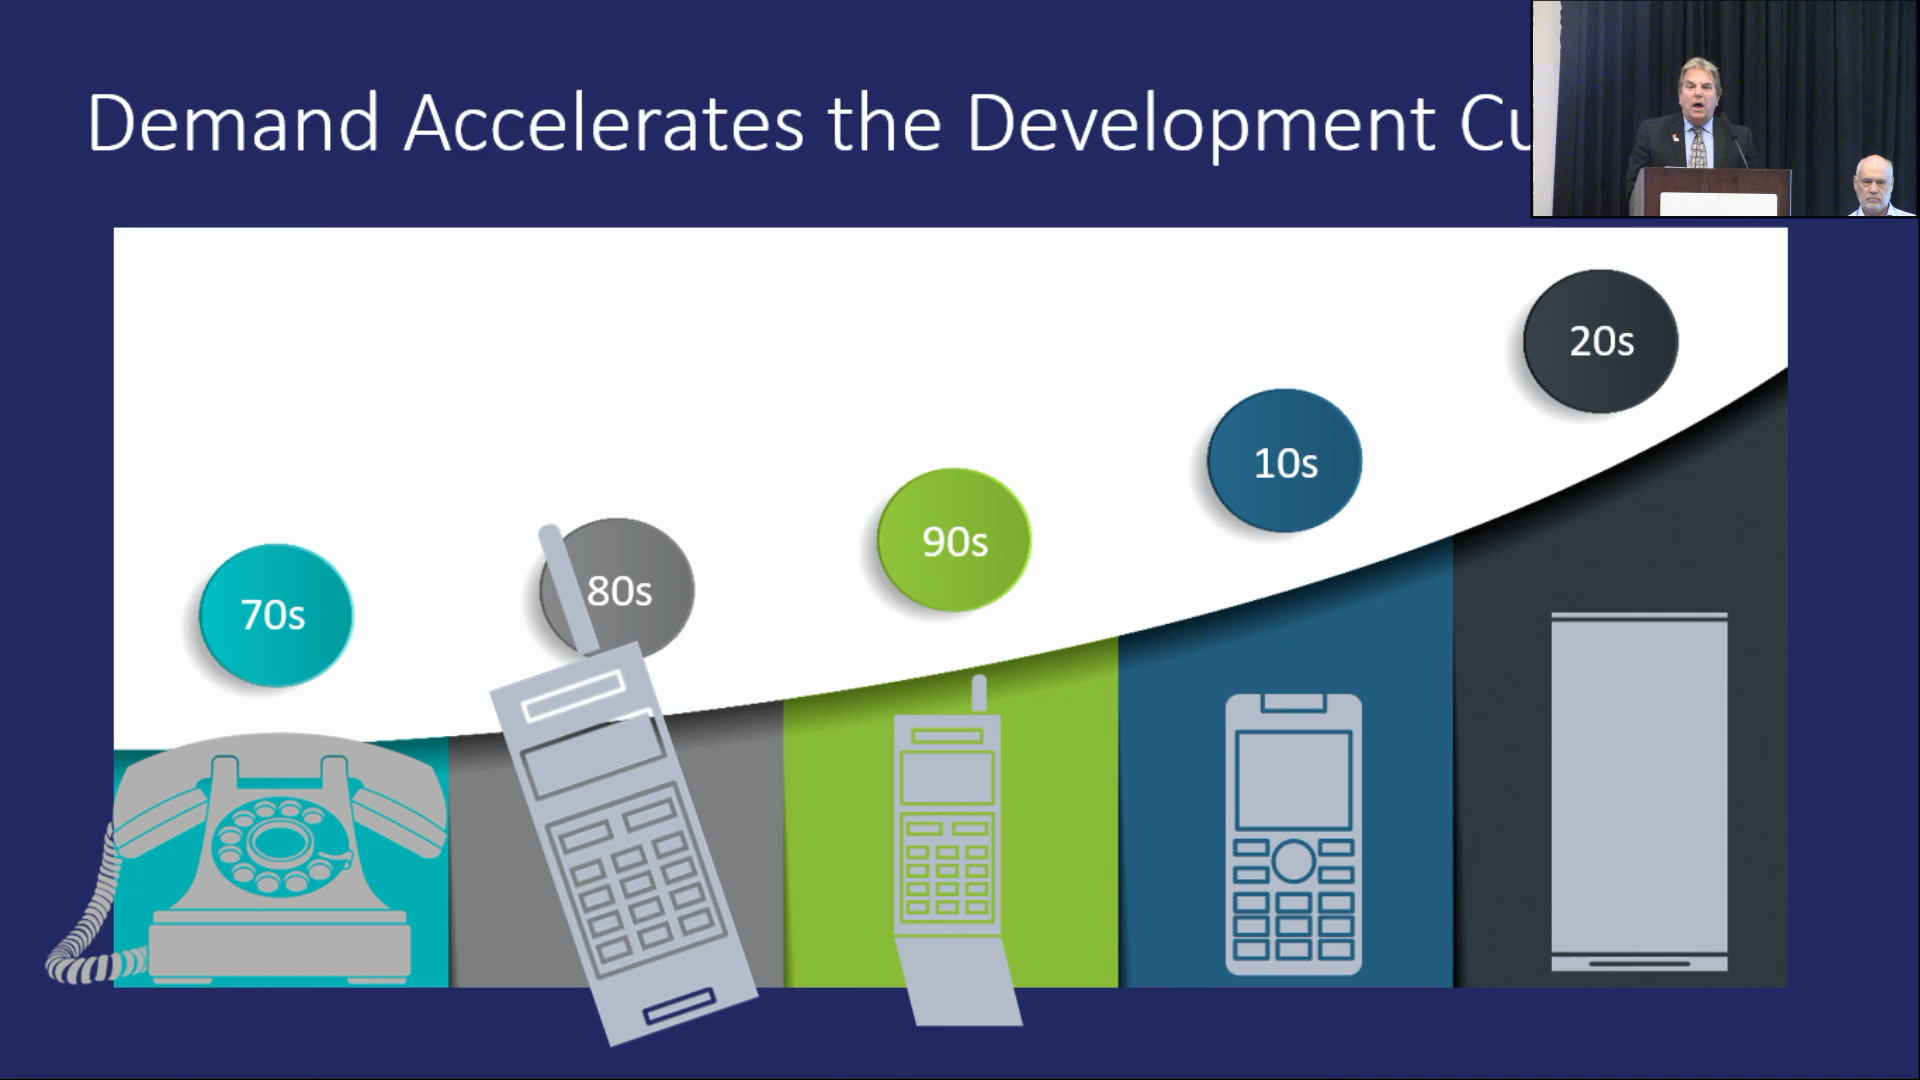 Demand Accelerates the Development Cu
70s
80s
90s
10s
20s